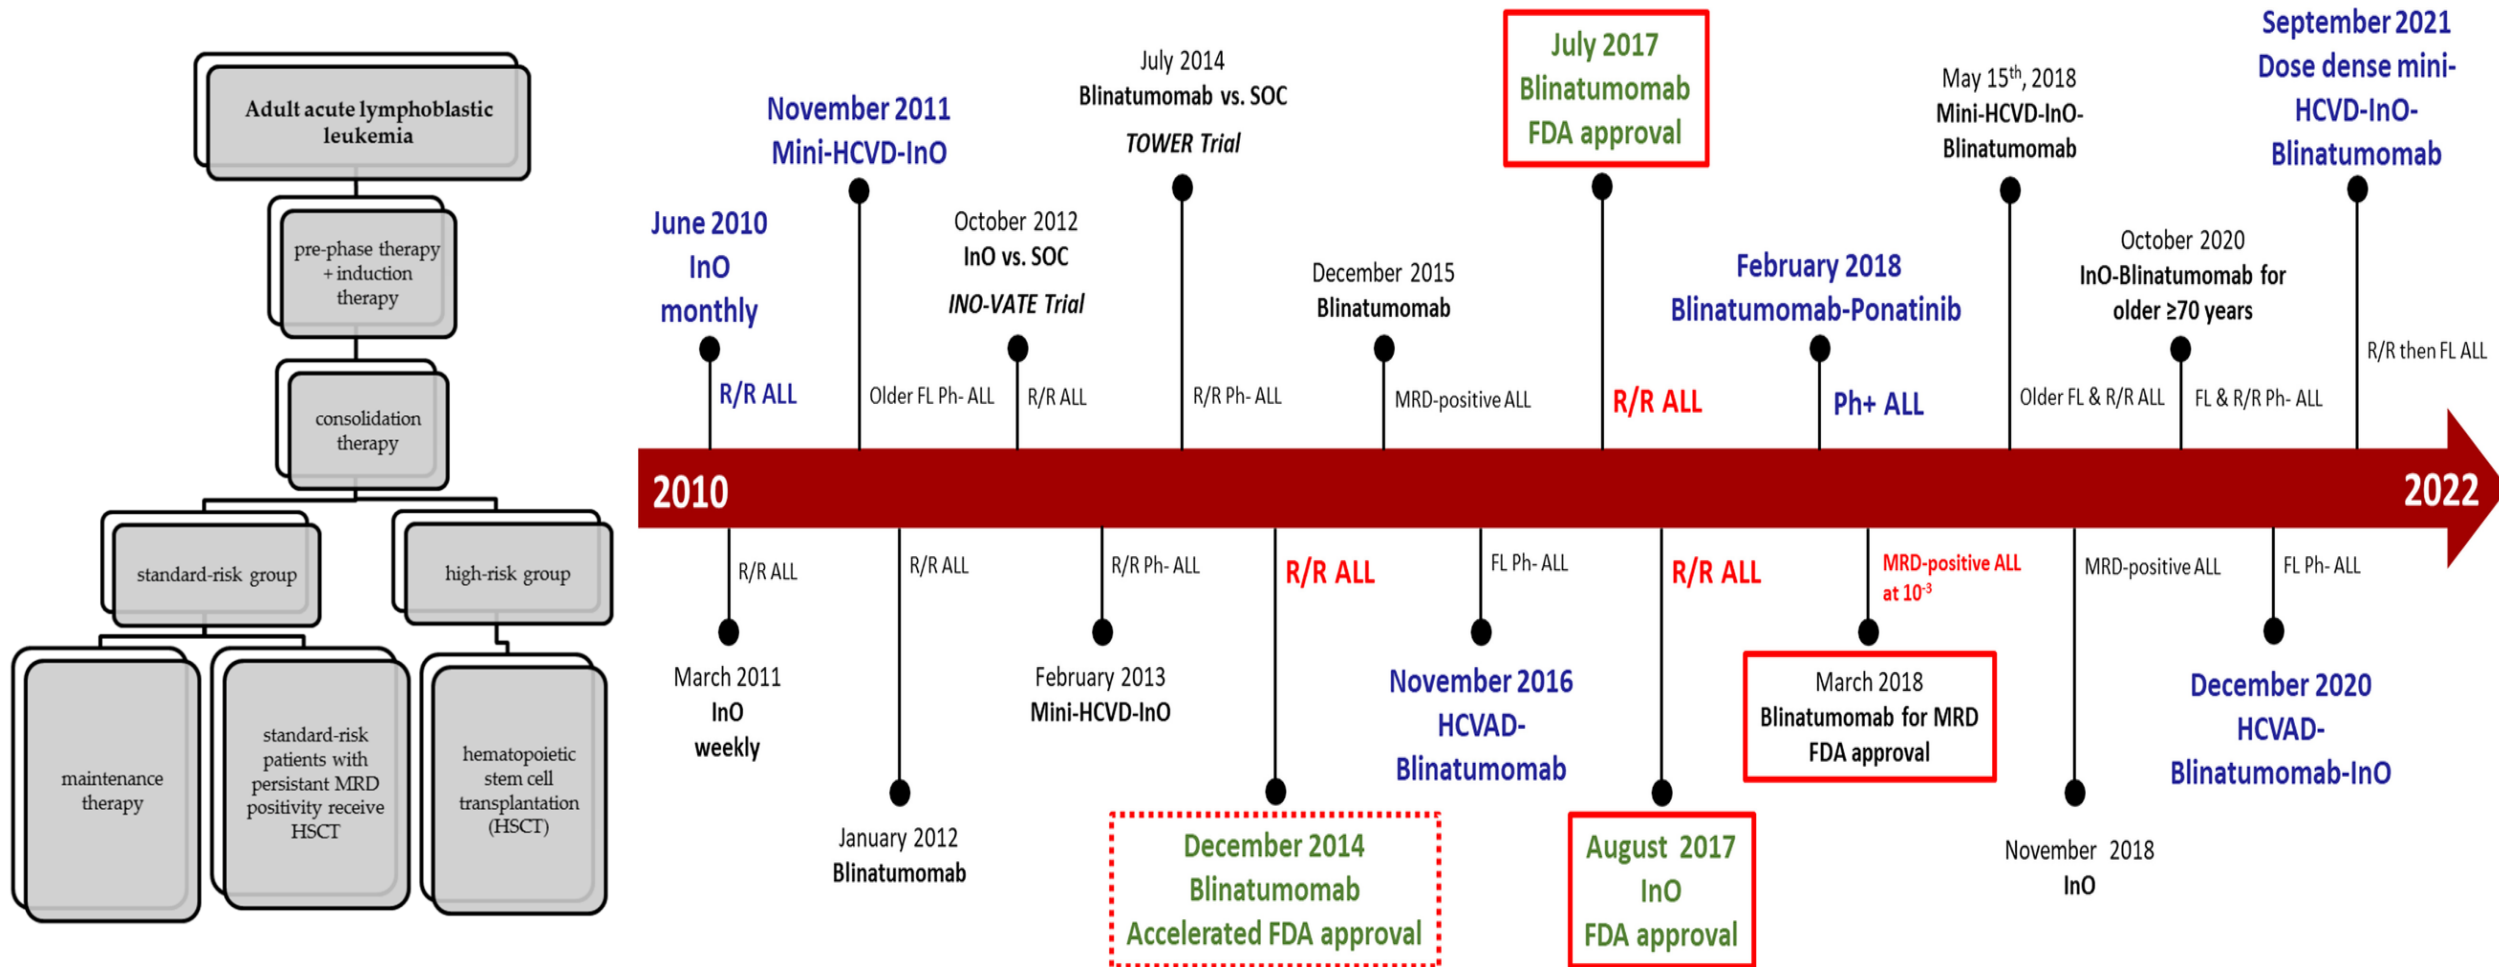 Adult acute lymphoblastic
leukemia
pre-phase therapy
+ induction
therapy
consolidation
therapy
standard-risk group
high-risk group
maintenance
therapy
standard-risk
patients with
persistant MRD
positivity receive
HSCT
hematopoietic
stem cell
transplantation
(HSCT)
June 2010
InO
monthly
R/R ALL
November 2011
Mini-HCVD-InO
Older FL Ph- ALL
October 2012
InO vs. SOC
INO-VATE Trial
R/R ALL
July 2014
Blinatumomab vs. SOC
TOWER Trial
R/R Ph- ALL
December 2015
Blinatumomab
MRD-positive ALL
July 2017
Blinatumomab
FDA approval
R/R ALL
February 2018
Blinatumomab-Ponatinib
Ph+ ALL
May 15th, 2018
Mini-HCVD-InO-
Blinatumomab
Older FL & R/R ALL
October 2020
InO-Blinatumomab for
older ≥70 years
FL & R/R Ph- ALL
September 2021
Dose dense mini-
HCVD-InO-
Blinatumomab
R/R then FL ALL
2010
2022
R/R ALL
March 2011
InO
weekly
R/R ALL
January 2012
Blinatumomab
R/R Ph- ALL
February 2013
Mini-HCVD-InO
R/R ALL
December 2014
Blinatumomab
Accelerated FDA approval
FL Ph- ALL
November 2016
HCVAD-
Blinatumomab
R/R ALL
August 2017
InO
FDA approval
MRD-positive ALL
at 10-3
March 2018
Blinatumomab for MRD
FDA approval
MRD-positive ALL
November 2018
InO
FL Ph- ALL
December 2020
HCVAD-
Blinatumomab-InO